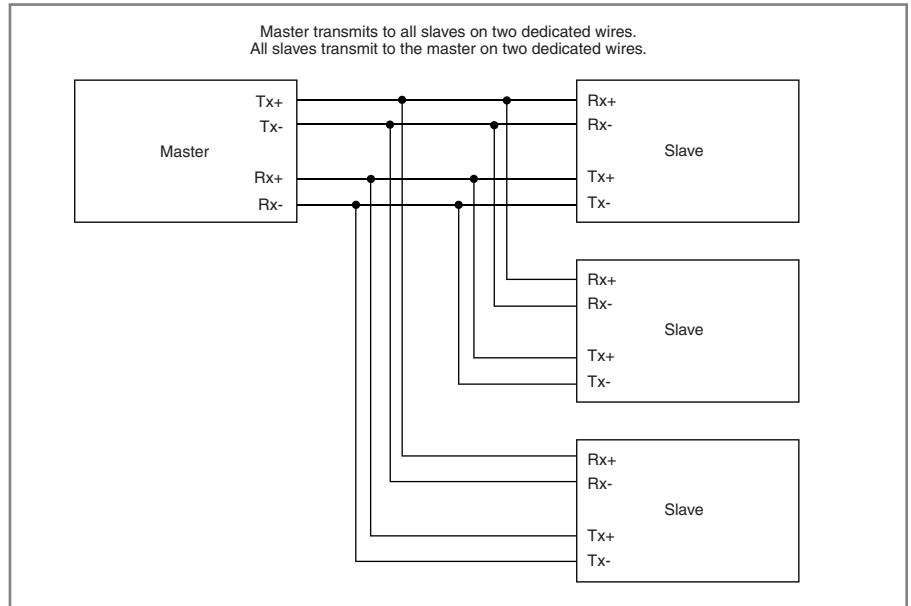 Master transmits to all slaves on two dedicated wires.
All slaves transmit to the master on two dedicated wires.
Tx+
Tx-
Master
Rx+
Rx-
Rx+
Rx-
Slave
Tx+
Tx-
Rx+
Rx-
Slave
Tx+
Tx-
Rx+
Rx-
Slave
Tx+
Tx-